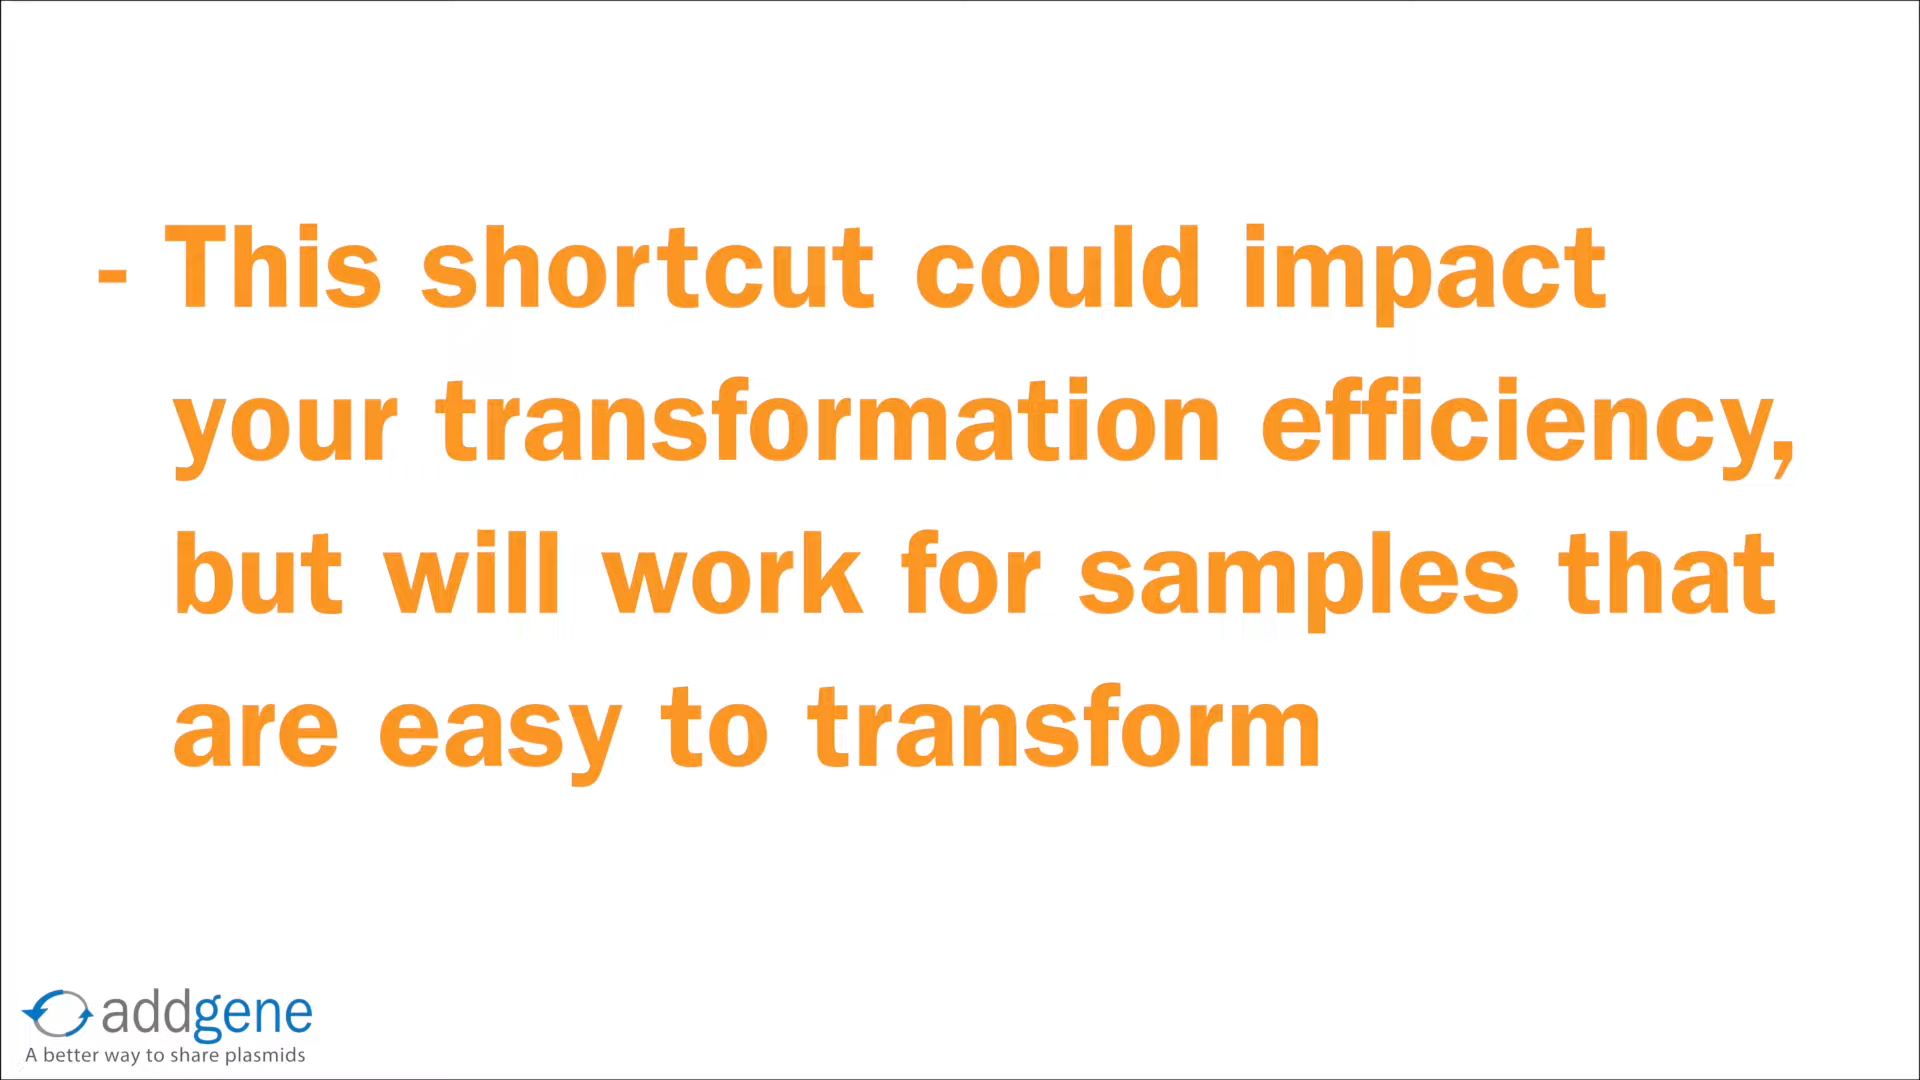 - This shortcut could impact
your transformation efficiency,
but will work for samples that
are easy to transform
addgene
A better way to share plasmids